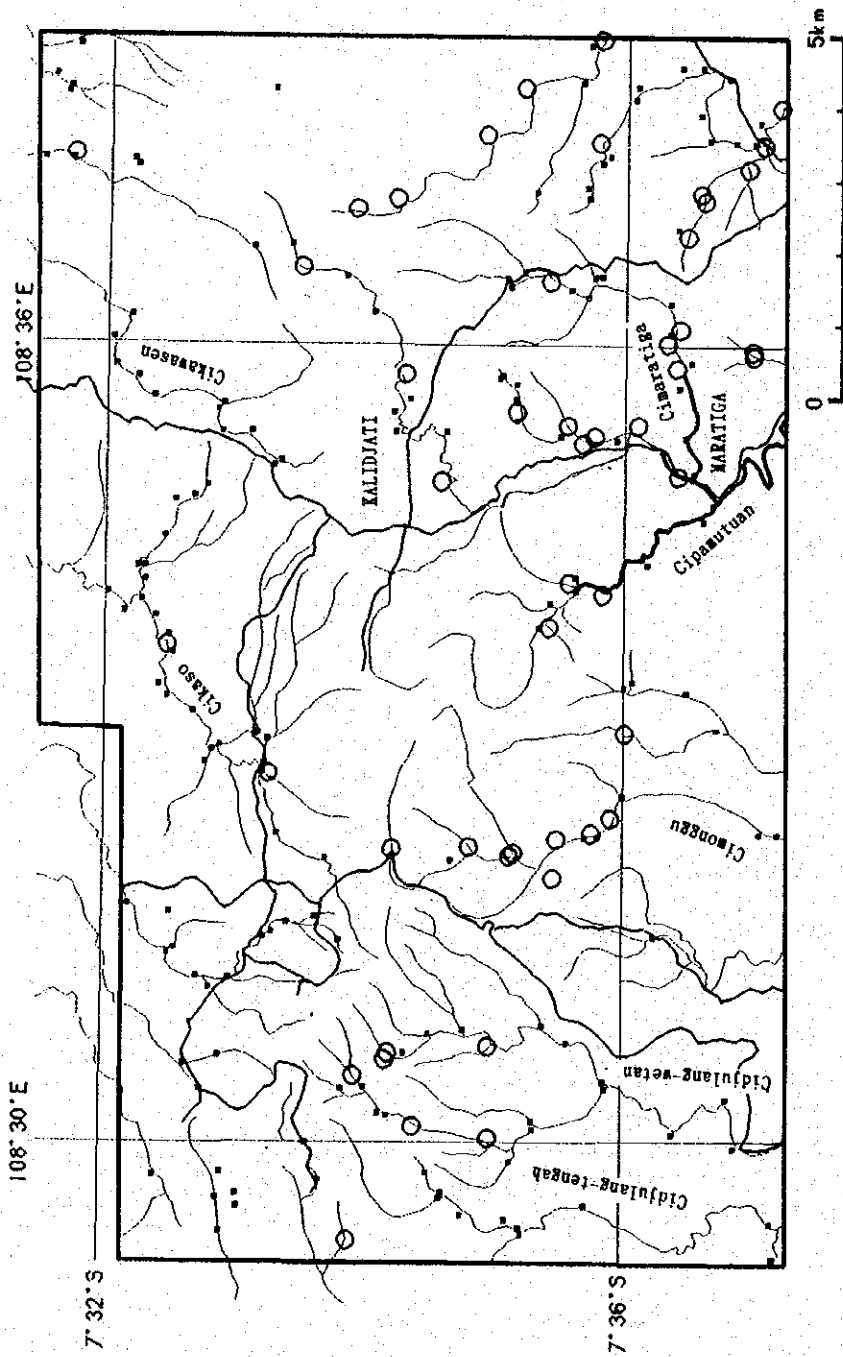 108° 30' E
108° 36' E
7° 32' S
7° 36' S
Cikawasen
Cikaso
KALIDJATI
Cimaratiga
MARATIGA
Cipamutuan
Cimonggu
Cidjulang-wetan
Cidjulang-tengah
0
5km